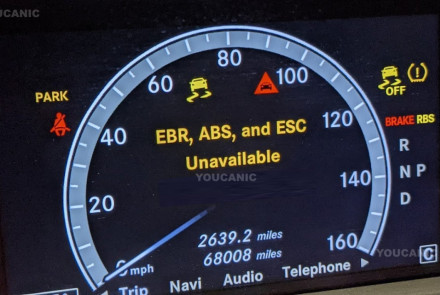 YOUCANIC
80
60
100
PARK
OFF
EBR, ABS, and ESC
120
BRAKE RBS
40
Unavailable
R
YOUCANIC
140
N P
20
D
2639.2 miles
160
YOUCANIC
68008 miles
0 mph
C
Trip Navi Audio Telephone